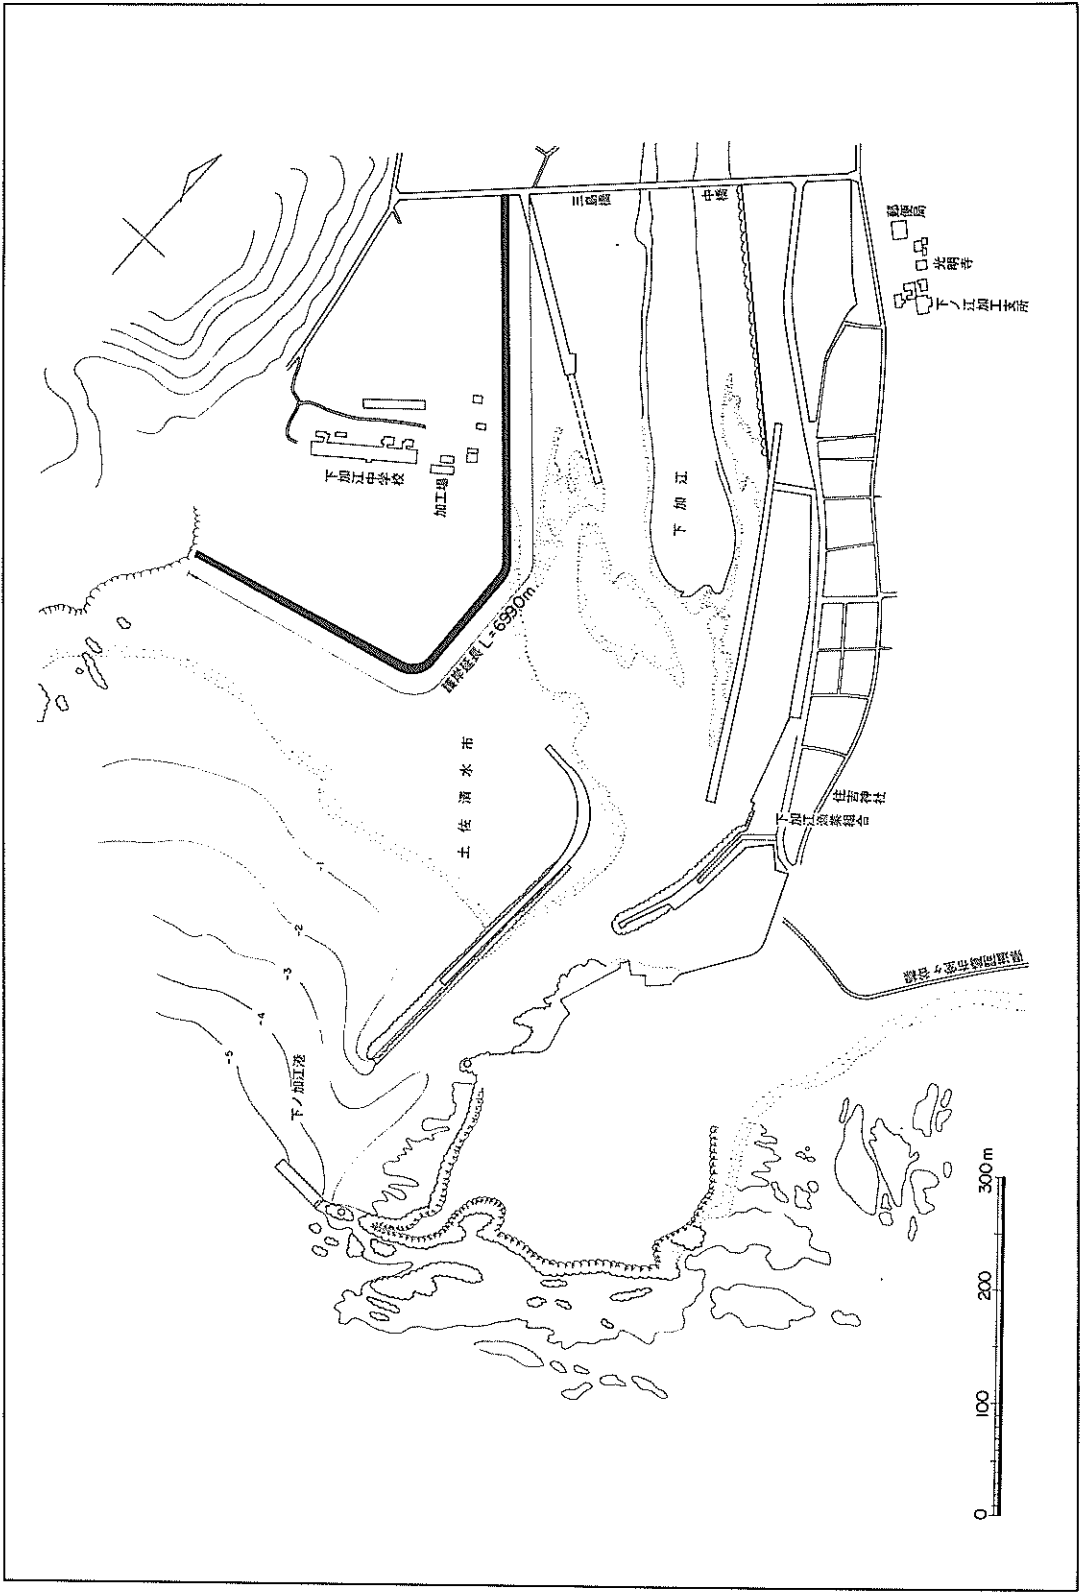 郵便局
光明寺
下ノ江加工支所
三島橋
中橋
下加江中学校
加工場
下加江
護岸延長 L=699.0m
土佐清水市
住吉神社
下加江漁業組合
-1
-2
-3
-4
-5
下ノ加江港
0
100
200
300m